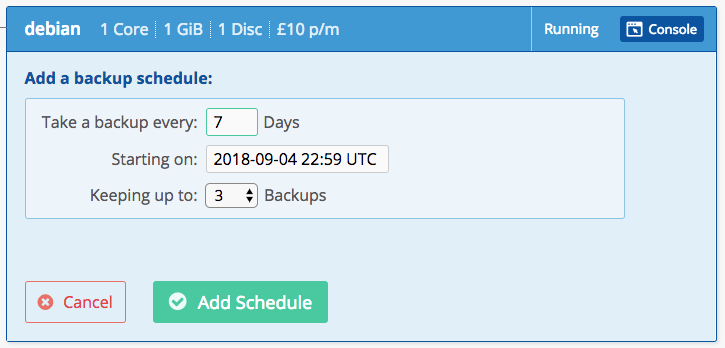 debian 1 Core 1 GiB 1 Disc £10 p/m Running Console
Add a backup schedule:
Take a backup every: 7 Days
Starting on: 2018-09-04 22:59 UTC
Keeping up to: 3 Backups
Cancel Add Schedule